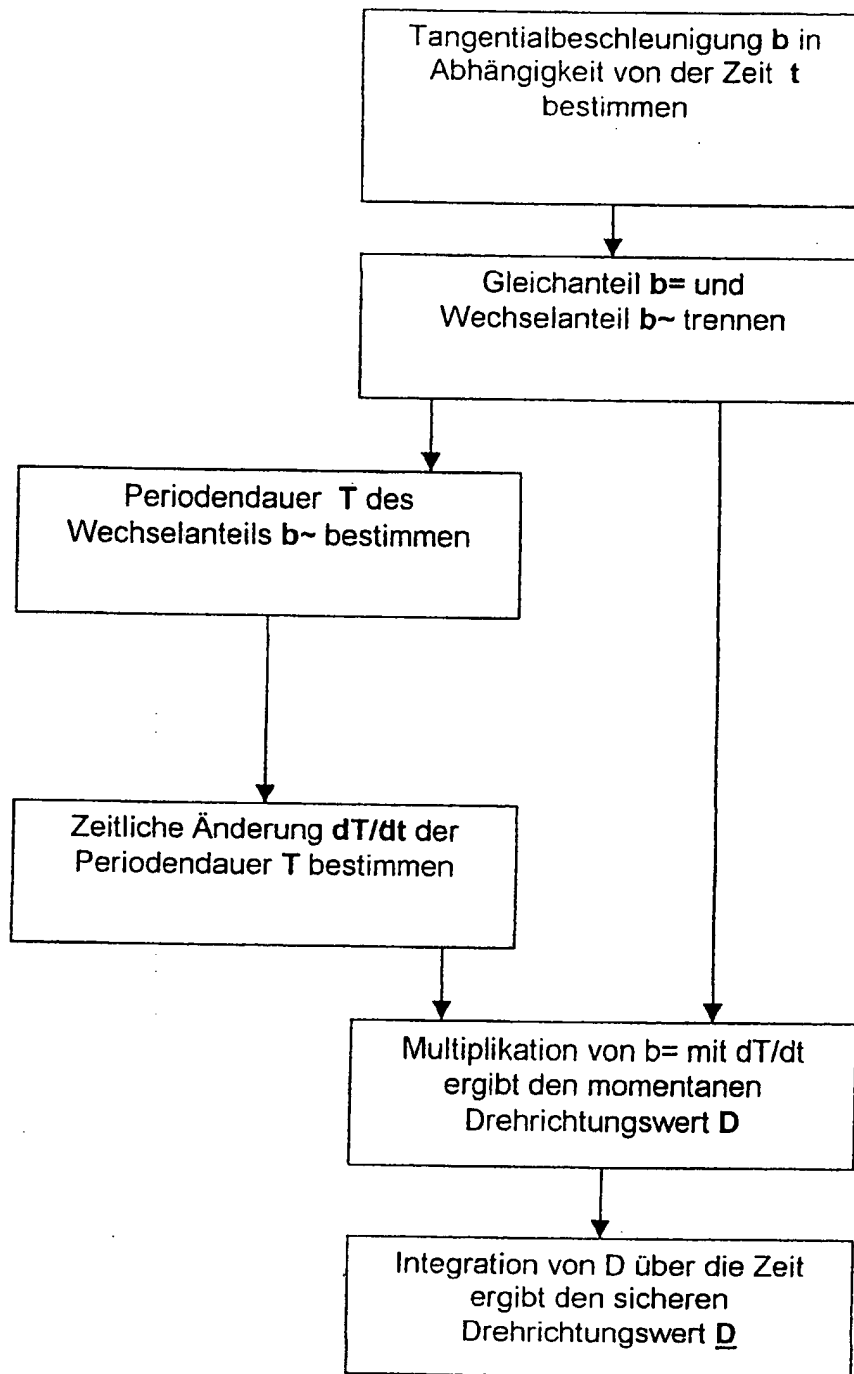 Tangentialbeschleunigung b in
Abhängigkeit von der Zeit t
bestimmen
Gleichanteil b= und
Wechselanteil b~ trennen
Periodendauer T des
Wechselanteils b~ bestimmen
Zeitliche Änderung dT/dt der
Periodendauer T bestimmen
Multiplikation von b= mit dT/dt
ergibt den momentanen
Drehrichtungswert D
Integration von D über die Zeit
ergibt den sicheren
Drehrichtungswert D